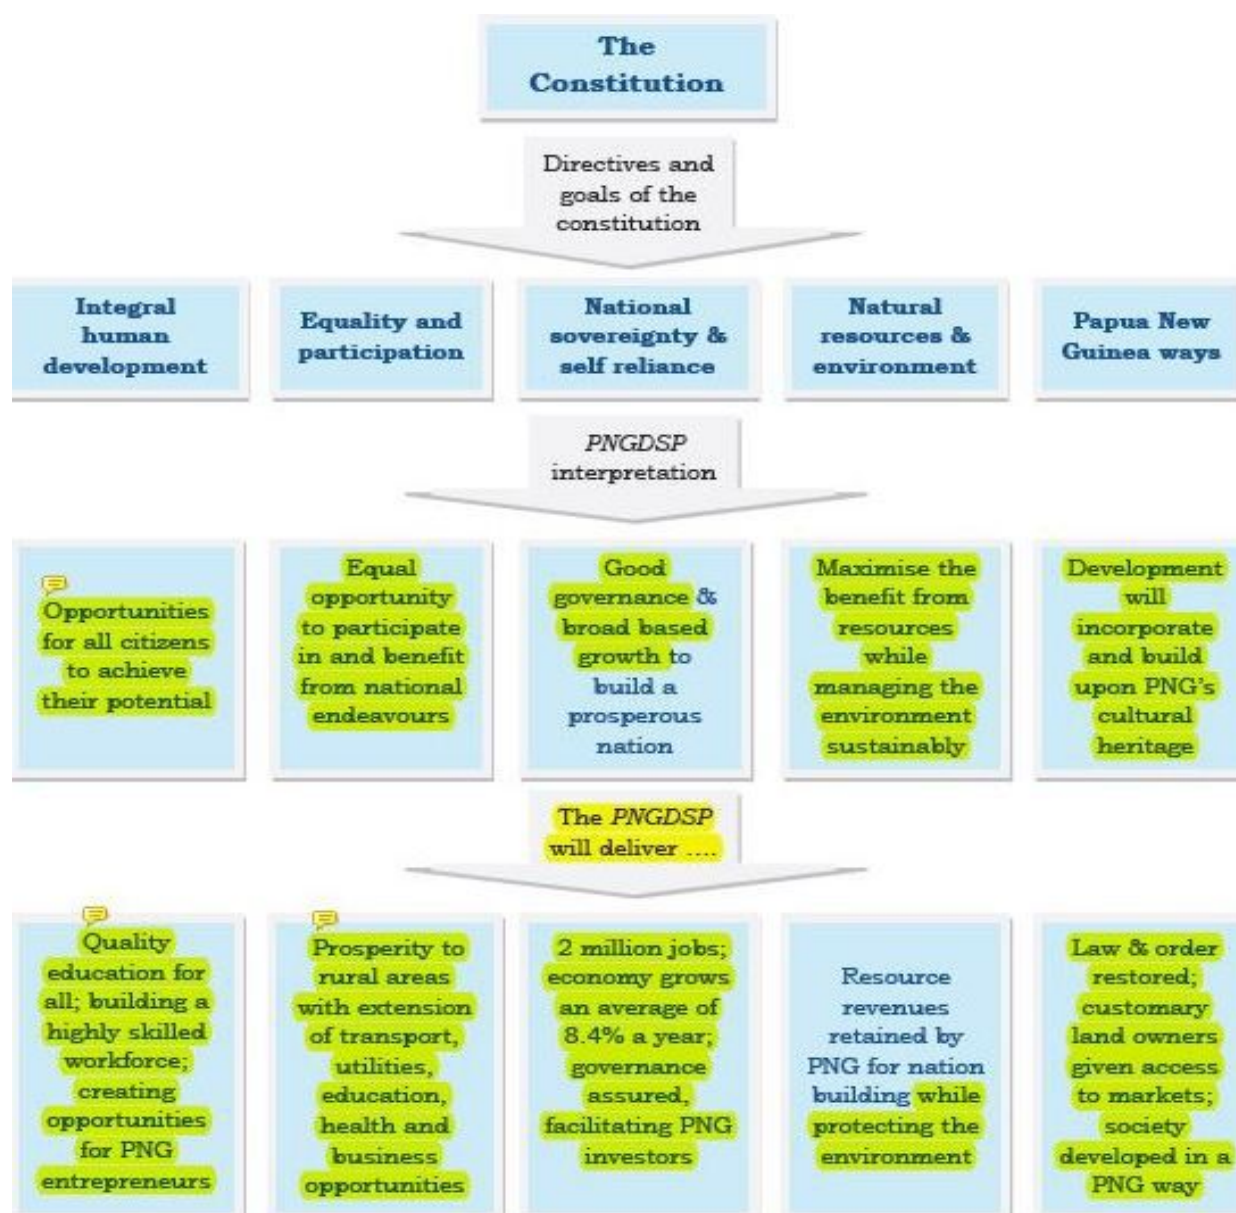 The
Constitution
Directives and
goals of the
constitution
Integral
human
development
Equality and
participation
National
sovereignty &
self reliance
Natural
resources &
environment
Papua New
Guinea ways
PNGDSP
interpretation
Opportunities
for all citizens
to achieve
their potential
Equal
opportunity
to participate
in and benefit
from national
endeavours
Good
governance &
broad based
growth to
build a
prosperous
nation
Maximise the
benefit from
resources
while
managing the
environment
sustainably
Development
will
incorporate
and build
upon PNG's
cultural
heritage
The PNGDSP
will deliver ....
Quality
education for
all; building a
highly skilled
workforce;
creating
opportunities
for PNG
entrepreneurs
Prosperity to
rural areas
with extension
of transport,
utilities,
education,
health and
business
opportunities
2 million jobs;
economy grows
an average of
8.4% a year;
governance
assured,
facilitating PNG
investors
Resource
revenues
retained by
PNG for nation
building while
protecting the
environment
Law & order
restored;
customary
land owners
given access
to markets;
society
developed in a
PNG way